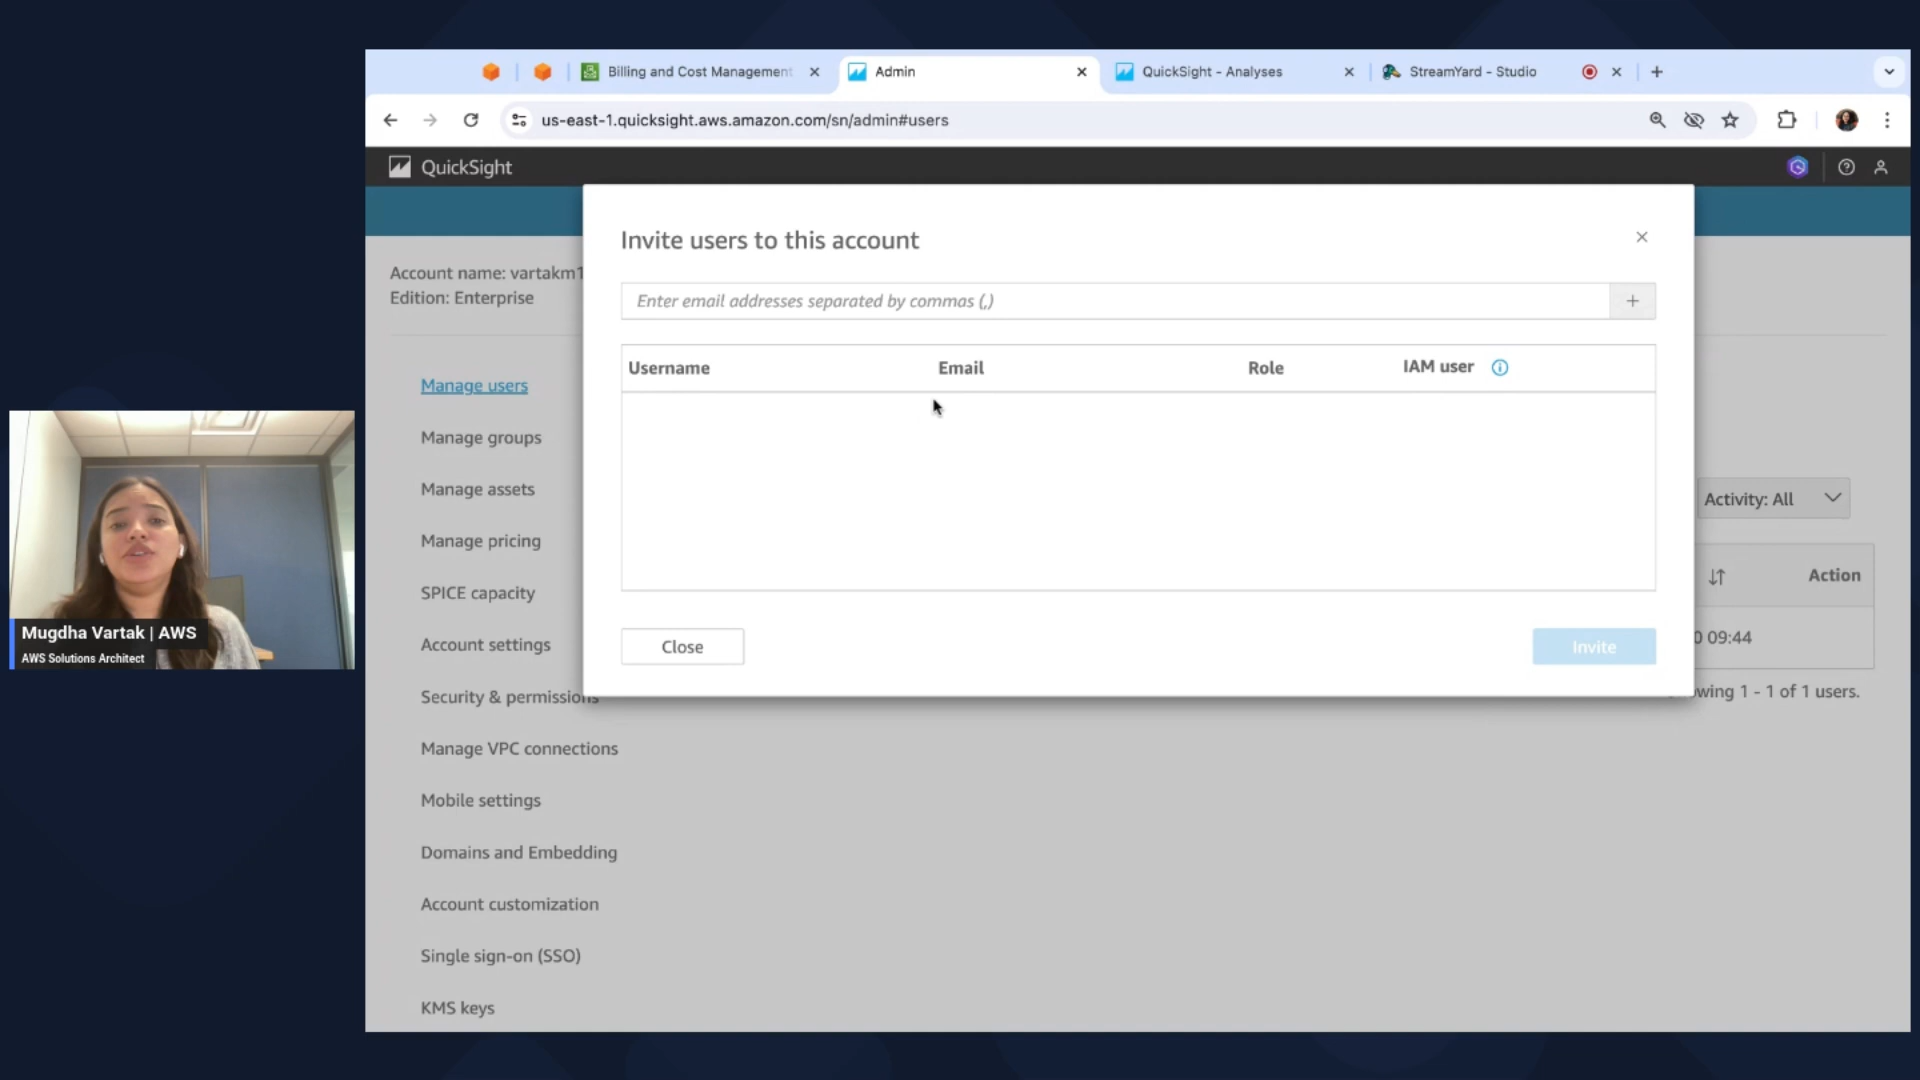 Billing and Cost Management
Admin
QuickSight - Analyses
StreamYard - Studio
us-east-1.quicksight.aws.amazon.com/sn/admin#users
QuickSight
Invite users to this account
Account name: vartakm1
Edition: Enterprise
Enter email addresses separated by commas (,)
+
Username
Email
Role
IAM user
Manage users
Manage groups
Manage assets
Manage pricing
SPICE capacity
Account settings
Security & permissions
Manage VPC connections
Mobile settings
Domains and Embedding
Account customization
Single sign-on (SSO)
KMS keys
Activity: All
Action
0 09:44
wing 1 - 1 of 1 users.
Close
Invite
Mugdha Vartak | AWS
AWS Solutions Architect